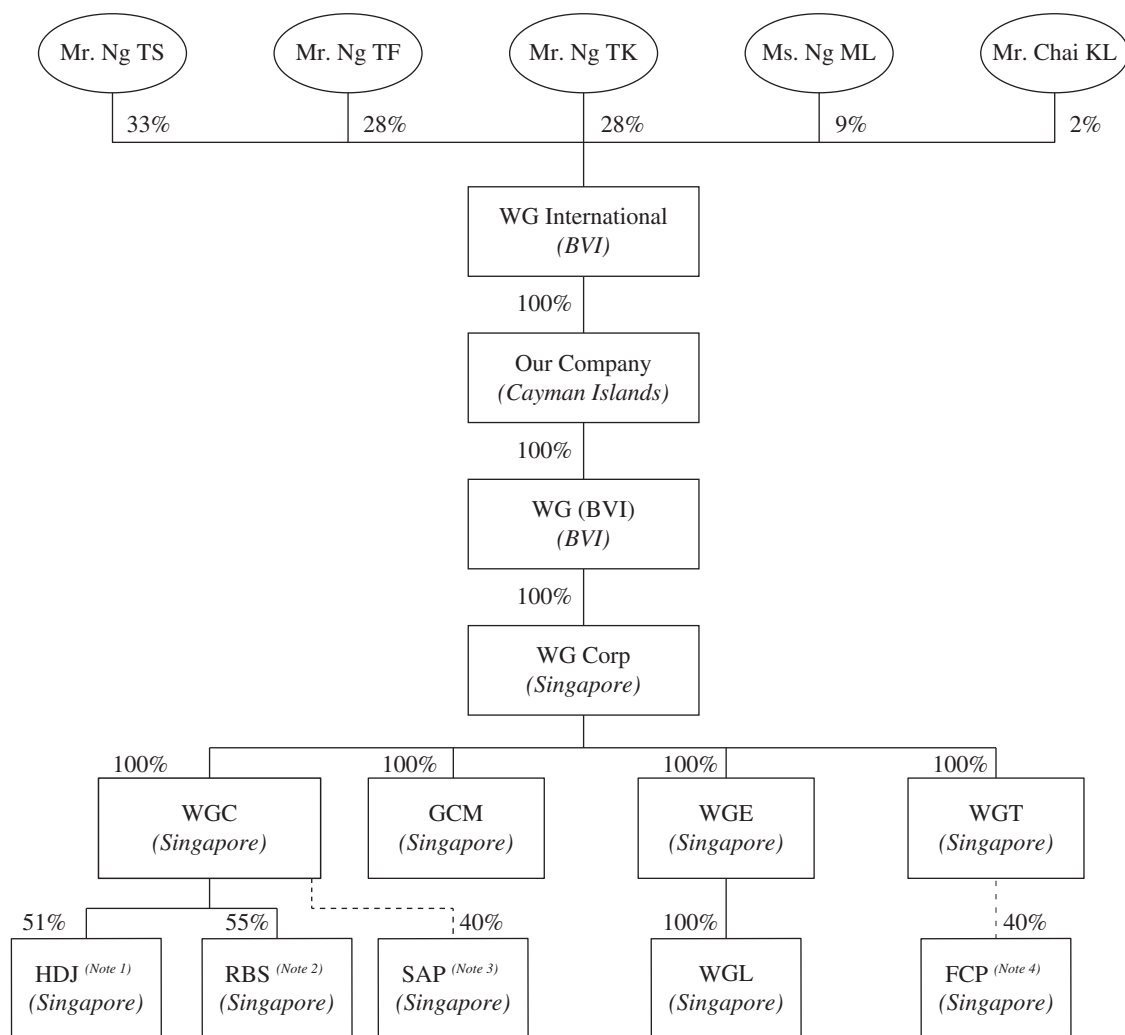 Mr. Ng TS
Mr. Ng TF
Mr. Ng TK
Ms. Ng ML
Mr. Chai KL
33%
28%
28%
9%
2%
WG International
(BVI)
100%
Our Company
(Cayman Islands)
100%
WG (BVI)
(BVI)
100%
WG Corp
(Singapore)
100%
100%
100%
100%
WGC
(Singapore)
GCM
(Singapore)
WGE
(Singapore)
WGT
(Singapore)
51%
55%
40%
100%
40%
HDJ (Note 1)
(Singapore)
RBS (Note 2)
(Singapore)
SAP (Note 3)
(Singapore)
WGL
(Singapore)
FCP (Note 4)
(Singapore)